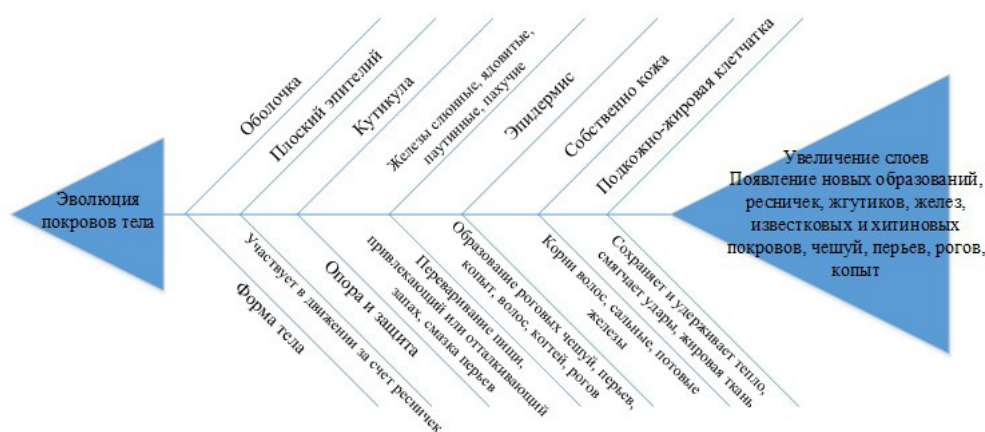 Эволюция
покровов тела
Оболочка
Плоский эпителий
Кутикула
Железы слюнные, ядовитые,
паутинные, пахучие
Эпидермис
Собственно кожа
Подкожно-жировая клетчатка
Форма тела
Участвует в движении за счет ресничек
Опора и защита
Переваривание пищи,
привлекающий или отталкивающий
запах, смазка перьев
Образование роговых чешуй, перьев,
копыт, волос, когтей, рогов
Корни волос, сальные, потовые
железы
Сохраняет и удерживает тепло,
смягчает удары, жировая ткань
Увеличение слоев
Появление новых образований,
ресничек, жгутиков, желез,
известковых и хитиновых
покровов, чешуй, перьев, рогов,
копыт